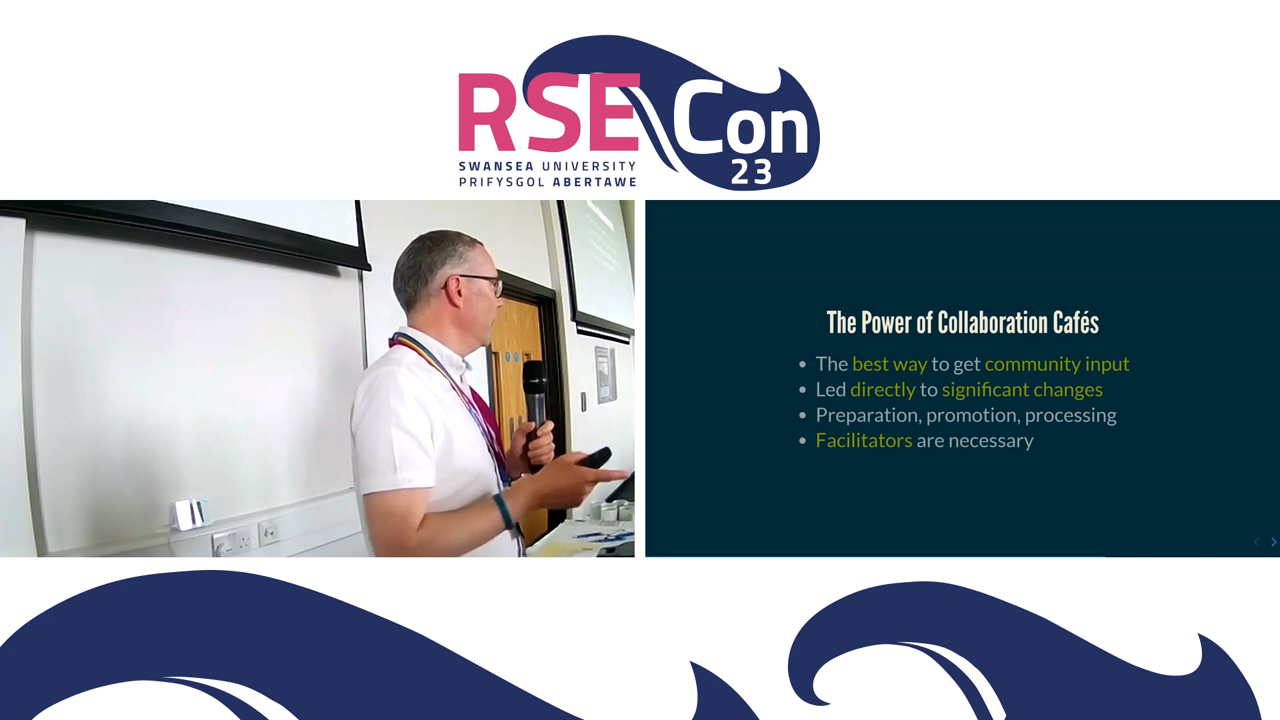 RSE Con
23
SWANSEA UNIVERSITY
PRIFYSGOL ABERTAWE
The Power of Collaboration Cafés
• The best way to get community input
• Led directly to significant changes
• Preparation, promotion, processing
• Facilitators are necessary